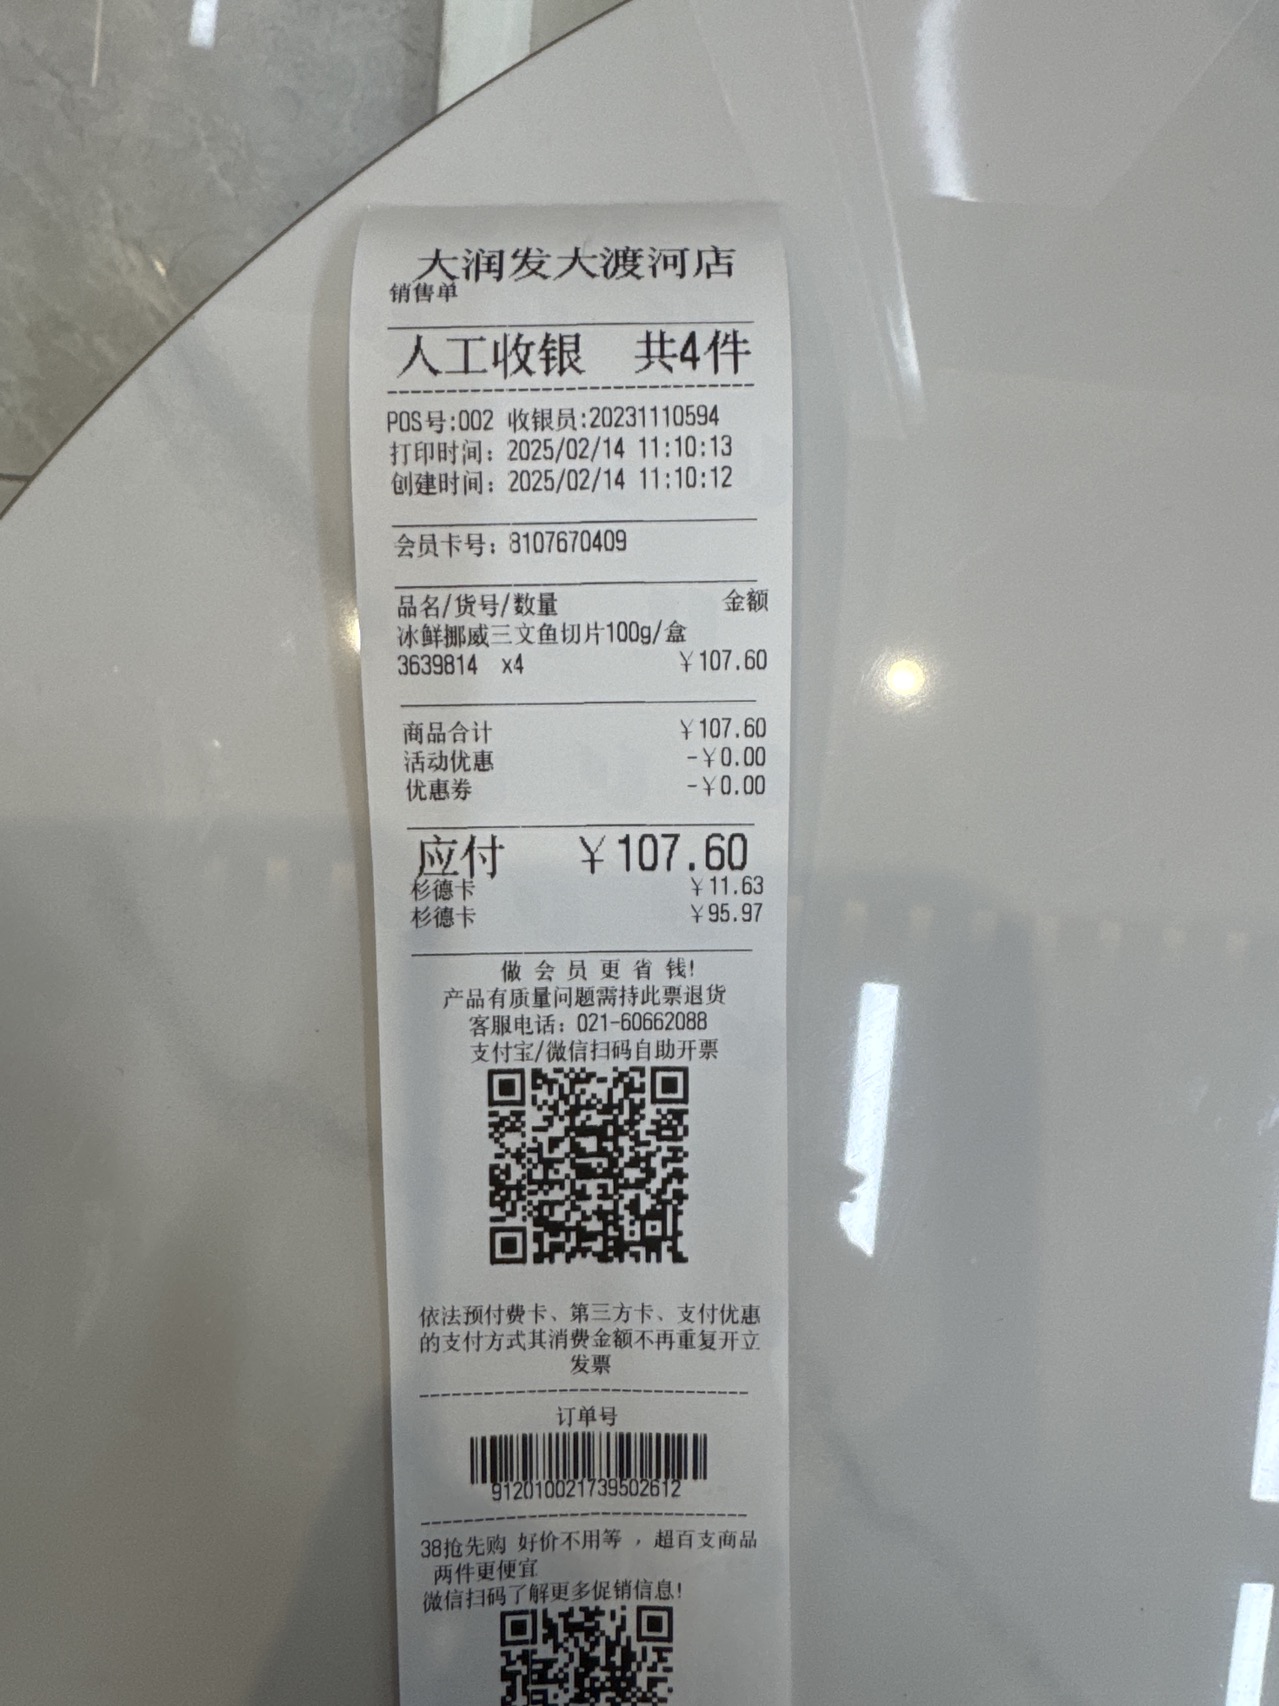 大润发大渡河店
销售单
人工收银 共4件
POS号:002 收银员:20231110594
打印时间: 2025/02/14 11:10:13
创建时间: 2025/02/14 11:10:12
会员卡号: 8107670409
品名/货号/数量 金额
冰鲜挪威三文鱼切片100g/盒
3639814 x4 ￥107.60
商品合计 ￥107.60
活动优惠 -￥0.00
优惠券 -￥0.00
应付 ￥107.60
杉德卡 ￥11.63
杉德卡 ￥95.97
做会员更省钱!
产品有质量问题需持此票退货
客服电话: 021-60662088
支付宝/微信扫码自助开票
依法预付费卡、第三方卡、支付优惠
的支付方式其消费金额不再重复开立
发票
订单号
912010021739502612
38抢先购 好价不用等 ，超百支商品
两件更便宜
微信扫码了解更多促销信息!